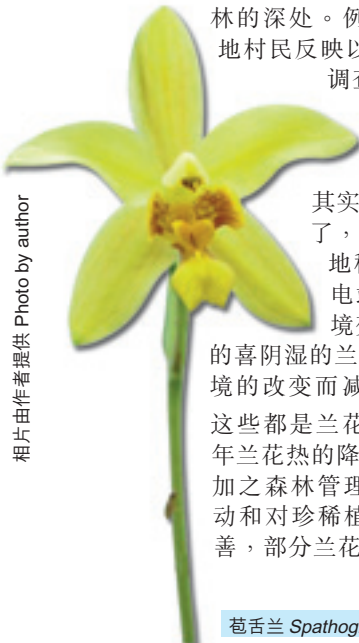 林的深处。例
地村民反映以
调查
其实
了，
地
电
境
的喜阴湿的兰
境的改变而减
这些都是兰花
年兰花热的降
加之森林管理
动和对珍稀植
善，部分兰花
苞舌兰 Spathog
相片由作者提供 Photo by author